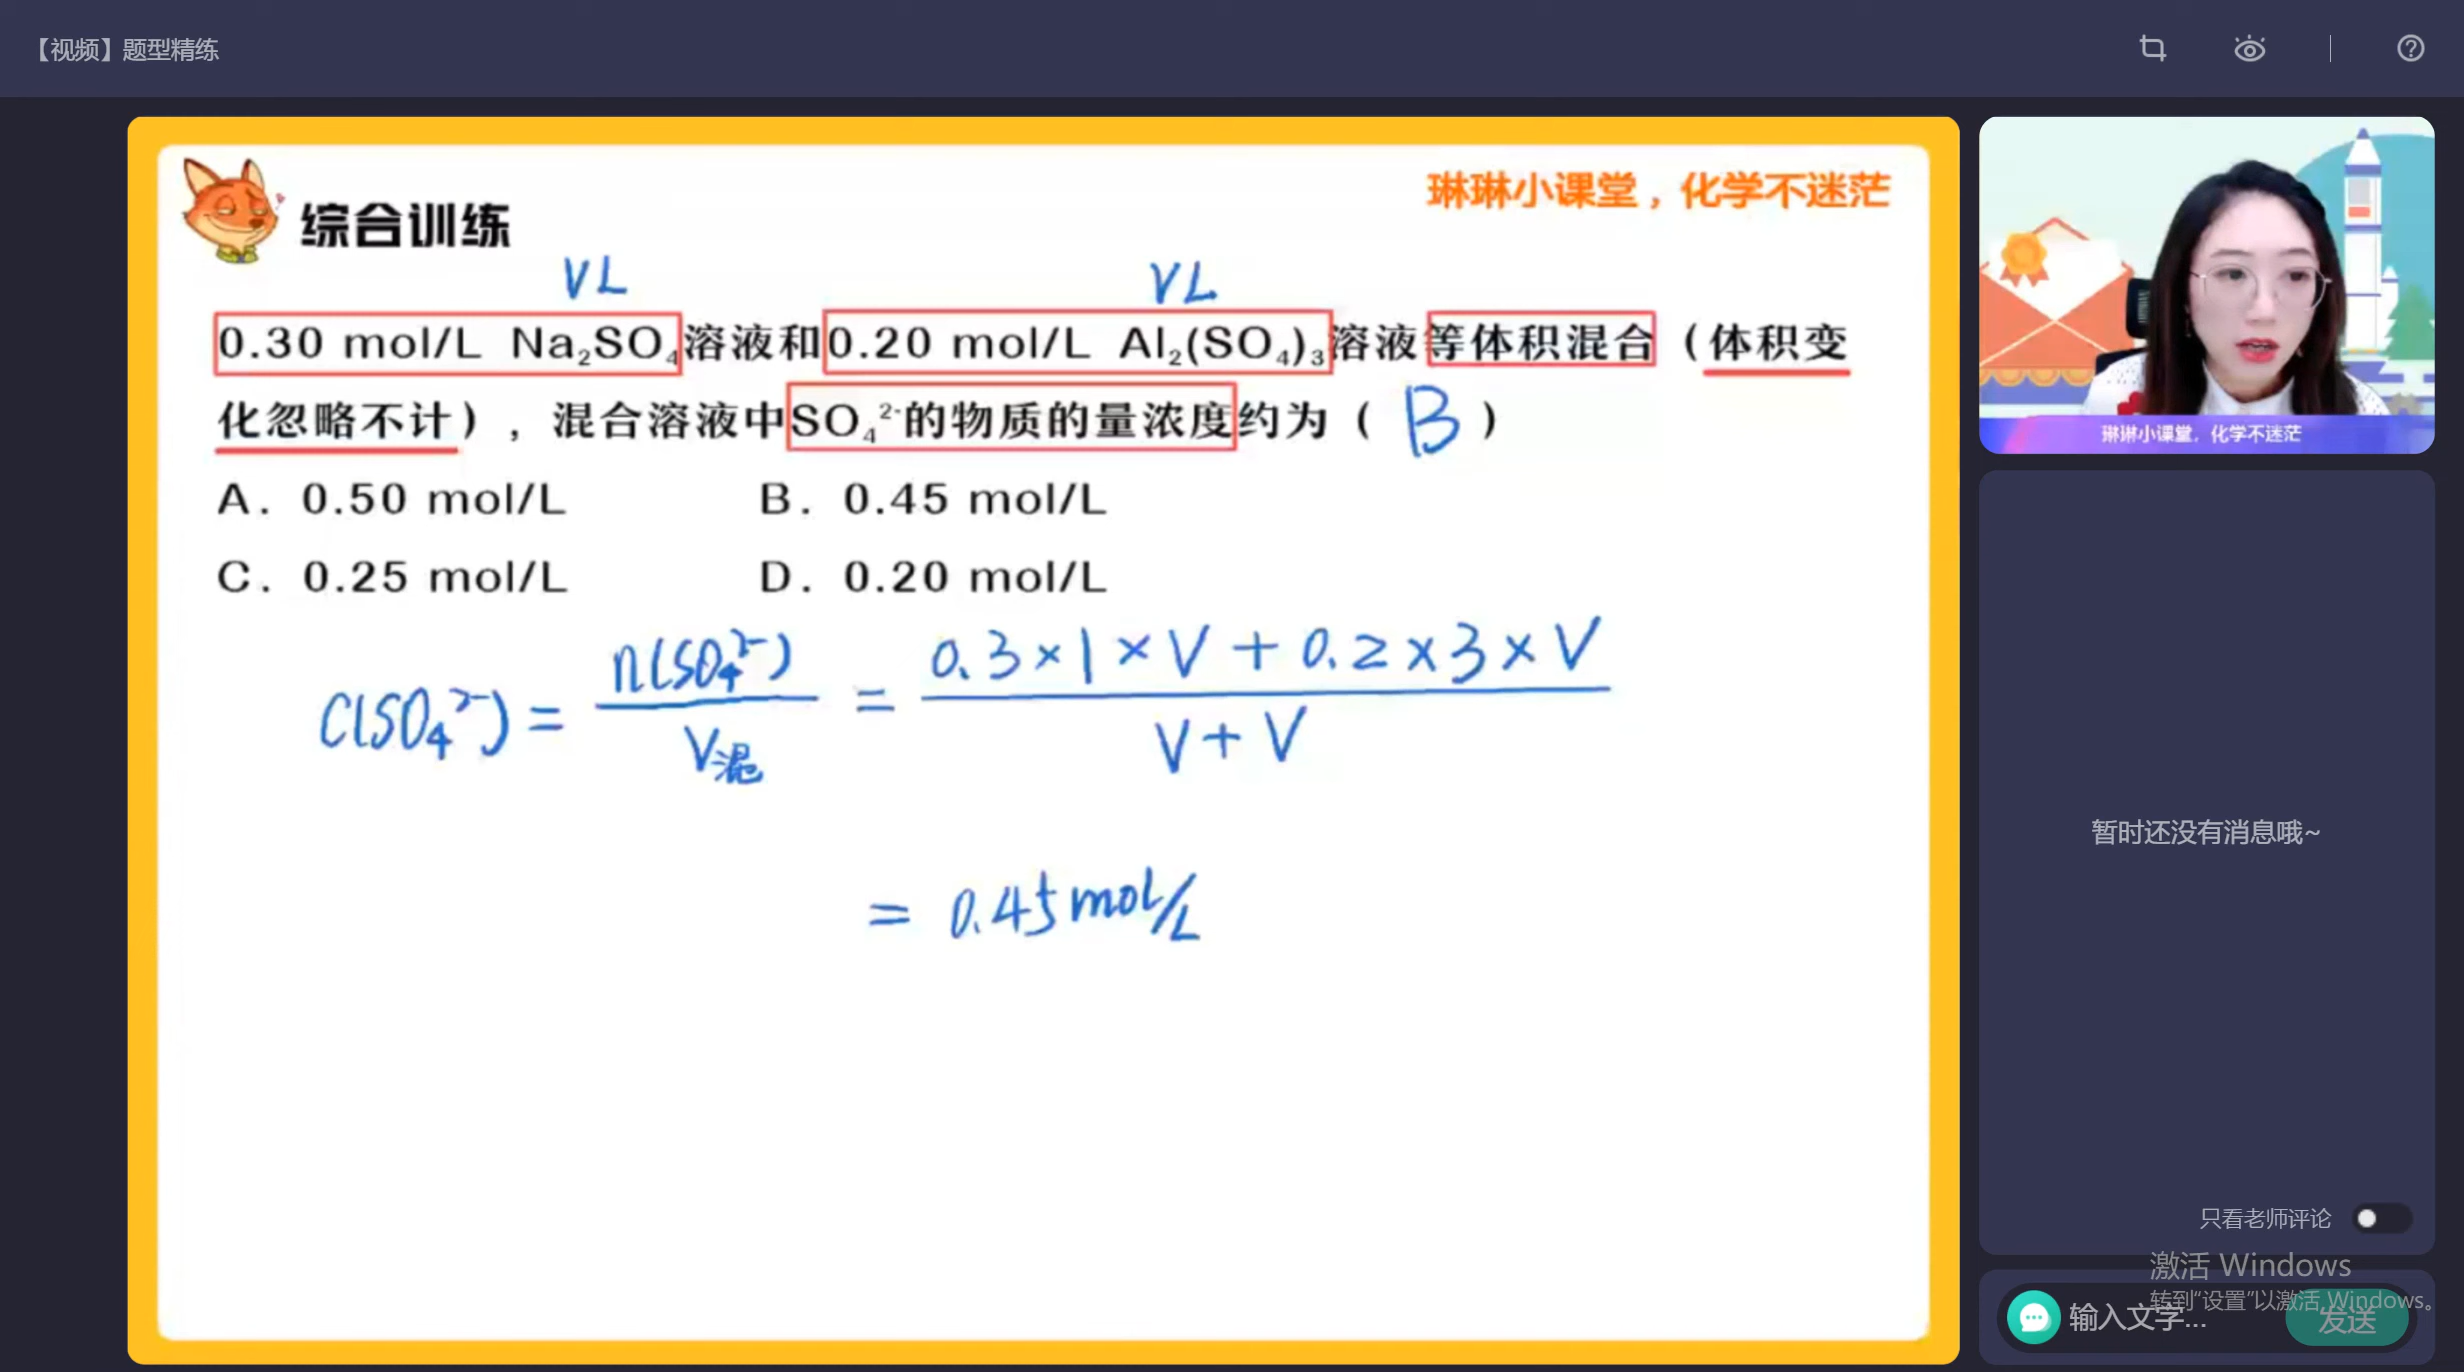 【视频】题型精练
综合训练
琳琳小课堂，化学不迷茫
VL
VL
0.30 mol/L Na₂SO₄溶液和0.20 mol/L Al₂(SO₄)₃溶液等体积混合（体积变
化忽略不计），混合溶液中SO₄²⁻的物质的量浓度约为（ B ）
A. 0.50 mol/L B. 0.45 mol/L
C. 0.25 mol/L D. 0.20 mol/L
C(SO₄²⁻) = n(SO₄²⁻)/V混 = (0.3×1×V+0.2×3×V)/(V+V)
= 0.45mol/L
琳琳小课堂，化学不迷茫
暂时还没有消息哦~
只看老师评论
激活 Windows
转到“设置”以激活 Windows。
输入文字...
发送